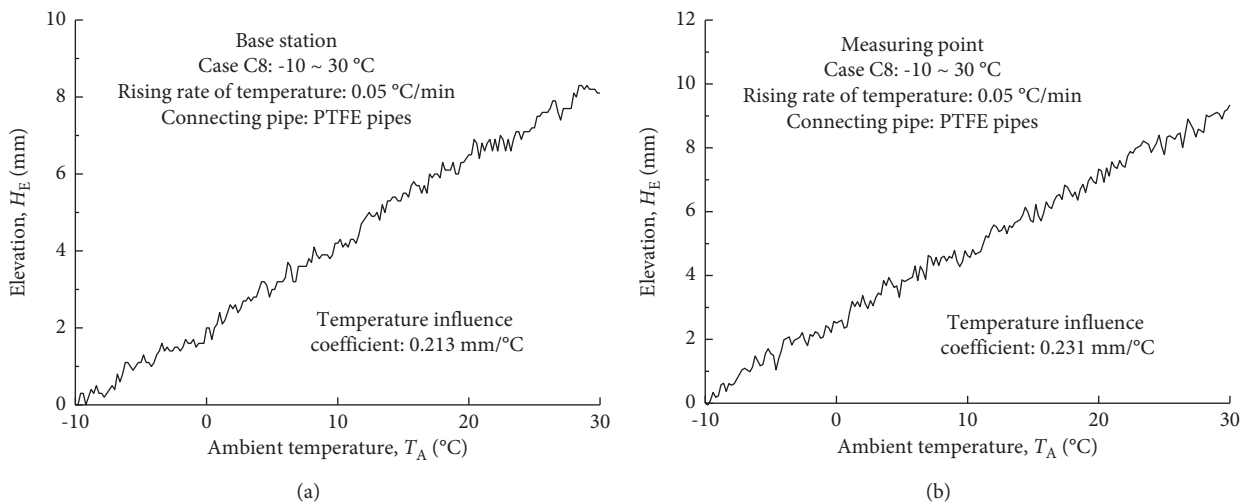 10
8
6
4
2
0
-10
0
10
20
30
Elevation, H_E (mm)
Ambient temperature, T_A (°C)
Base station
Case C8: -10 ~ 30 °C
Rising rate of temperature: 0.05 °C/min
Connecting pipe: PTFE pipes
Temperature influence
coefficient: 0.213 mm/°C
(a)
12
10
8
6
4
2
0
-10
0
10
20
30
Elevation, H_E (mm)
Ambient temperature, T_A (°C)
Measuring point
Case C8: -10 ~ 30 °C
Rising rate of temperature: 0.05 °C/min
Connecting pipe: PTFE pipes
Temperature influence
coefficient: 0.231 mm/°C
(b)